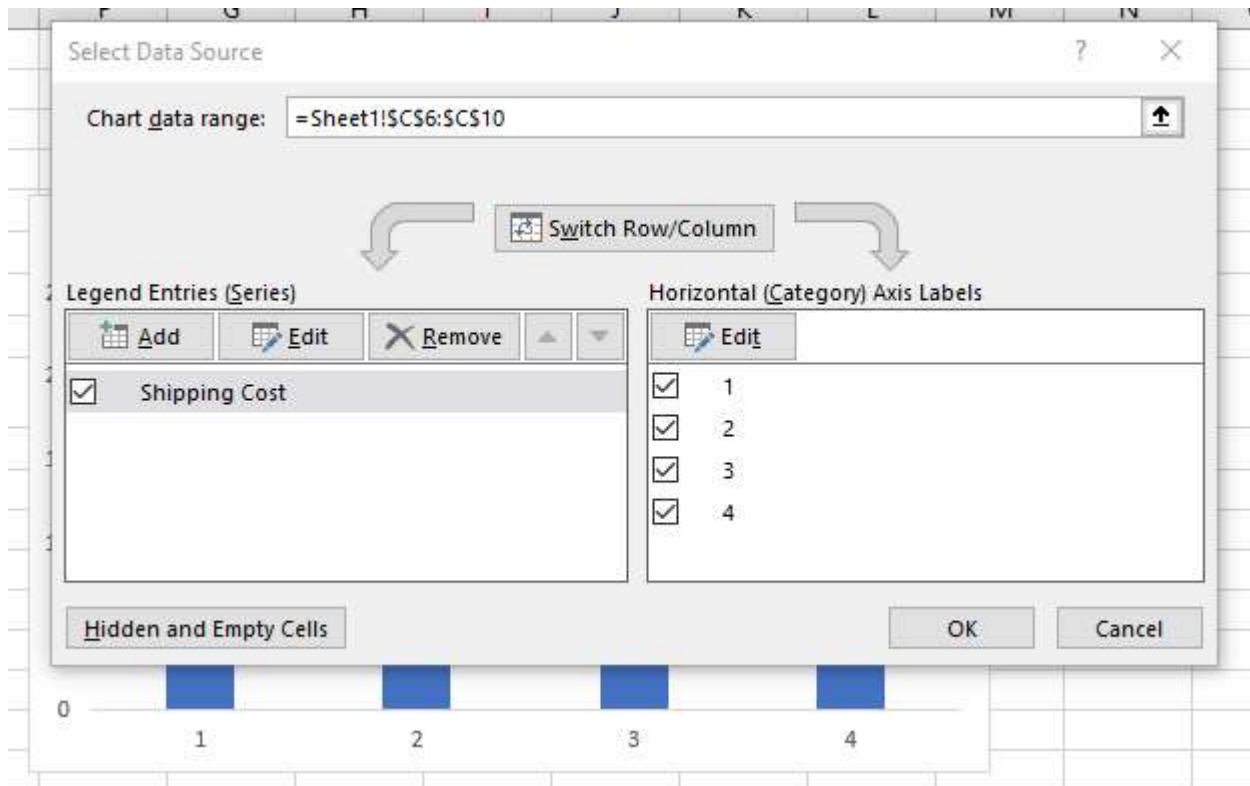 F G H I J K L M N
Select Data Source ? ×
Chart data range: =Sheet1!$C$6:$C$10
Switch Row/Column
Legend Entries (Series) Horizontal (Category) Axis Labels
Add Edit Remove Edit
Shipping Cost 1
2
3
4
Hidden and Empty Cells OK Cancel
0
1 2 3 4